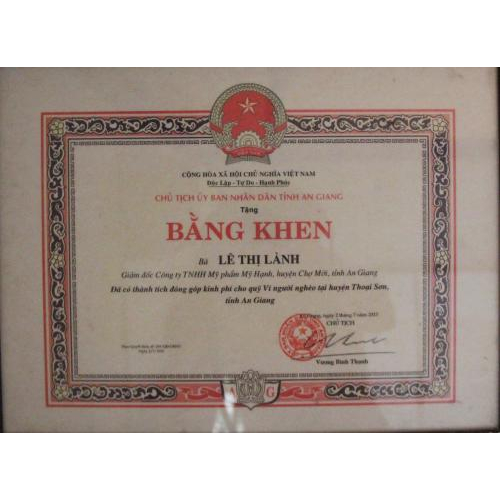 CỘNG HÒA XÃ HỘI CHỦ NGHĨA VIỆT NAM
Độc Lập - Tự Do - Hạnh Phúc
CHỦ TỊCH ỦY BAN NHÂN DÂN TỈNH AN GIANG
Tặng
BẰNG KHEN
Bà LÊ THỊ LÀNH
Giám đốc Công ty TNHH Mỹ phẩm Mỹ Hạnh, huyện Chợ Mới, tỉnh An Giang
Đã có thành tích đóng góp kinh phí cho quỹ Vì người nghèo tại huyện Thoại Sơn,
tỉnh An Giang
CHỦ TỊCH
Vương Bình Thạnh
G